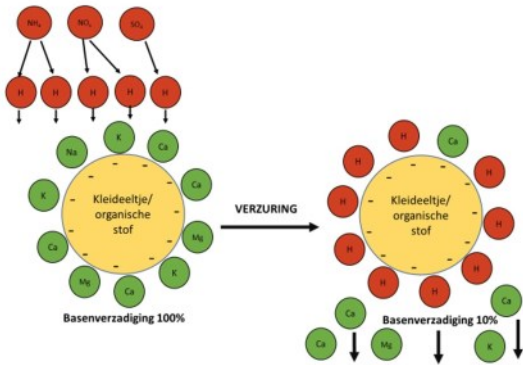 NH₄ NOₓ SO₄
H H H H H
K
Na Ca
K Ca
Kleideeltje/
organische
stof
Ca Mg
Mg Ca K
Basenverzadiging 100%
VERZURING
H Ca
H H
H H
Kleideeltje/
organische
stof
H H
H H
Basenverzadiging 10%
Ca Ca
Ca Mg K